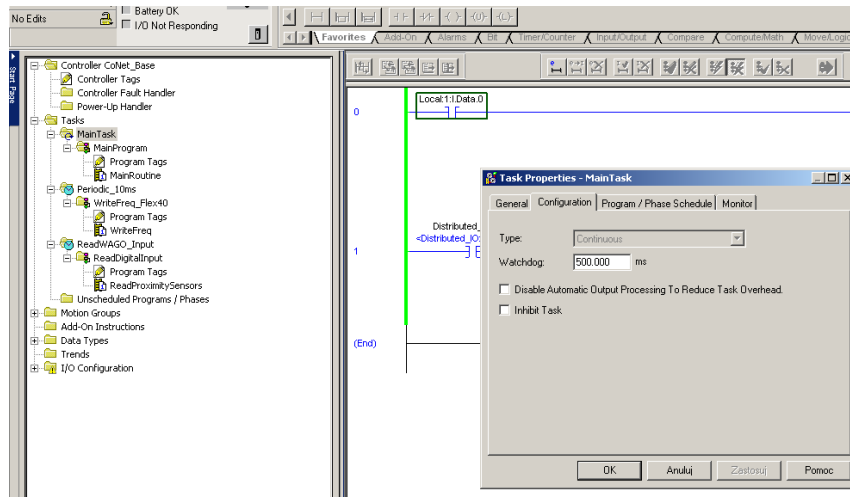 No Edits
Battery OK
I/O Not Responding
Favorites Add-On Alarms Bit Timer/Counter Input/Output Compare Compute/Math Move/Logic
Start Page
Controller CoNet_Base
Controller Tags
Controller Fault Handler
Power-Up Handler
Tasks
MainTask
MainProgram
Program Tags
MainRoutine
Periodic_10ms
WriteFreq_Flex40
Program Tags
WriteFreq
ReadWAGO_Input
ReadDigitalInput
Program Tags
ReadProximitySensors
Unscheduled Programs / Phases
Motion Groups
Add-On Instructions
Data Types
Trends
I/O Configuration
0
Local:1:I.Data.0
Distributed_
<Distributed_IO:
1
(End)
Task Properties - MainTask
General Configuration Program / Phase Schedule Monitor
Type: Continuous
Watchdog: 500.000 ms
Disable Automatic Output Processing To Reduce Task Overhead.
Inhibit Task
OK Anuluj Zastosuj Pomoc